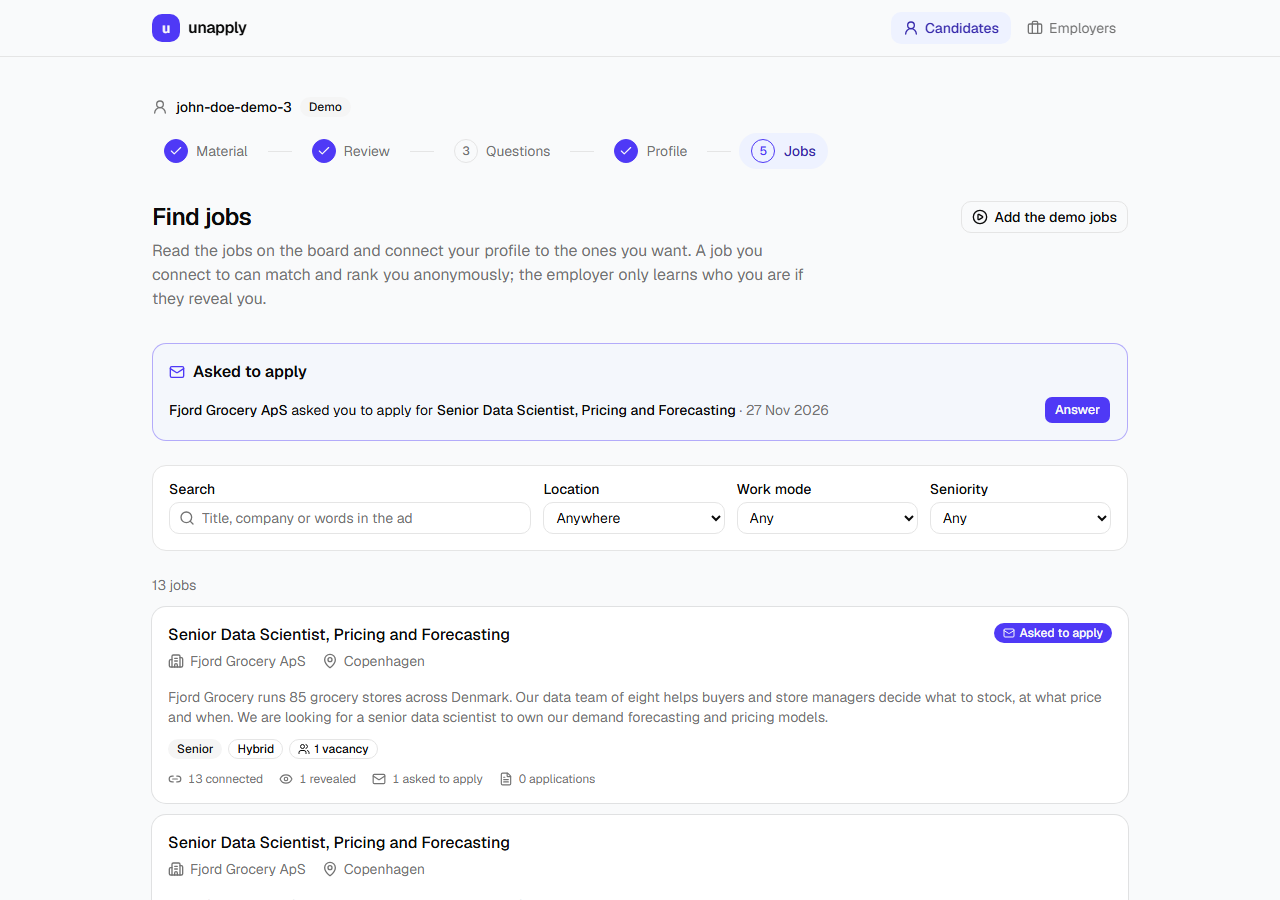 u unapply
Candidates
Employers
john-doe-demo-3 Demo
Material
Review
3 Questions
Profile
5 Jobs
Find jobs
Add the demo jobs
Read the jobs on the board and connect your profile to the ones you want. A job you
connect to can match and rank you anonymously; the employer only learns who you are if
they reveal you.
Asked to apply
Fjord Grocery ApS asked you to apply for Senior Data Scientist, Pricing and Forecasting · 27 Nov 2026
Answer
Search
Location
Work mode
Seniority
Title, company or words in the ad
Anywhere
Any
Any
13 jobs
Senior Data Scientist, Pricing and Forecasting
Asked to apply
Fjord Grocery ApS
Copenhagen
Fjord Grocery runs 85 grocery stores across Denmark. Our data team of eight helps buyers and store managers decide what to stock, at what price
and when. We are looking for a senior data scientist to own our demand forecasting and pricing models.
Senior
Hybrid
1 vacancy
13 connected
1 revealed
1 asked to apply
0 applications
Senior Data Scientist, Pricing and Forecasting
Fjord Grocery ApS
Copenhagen